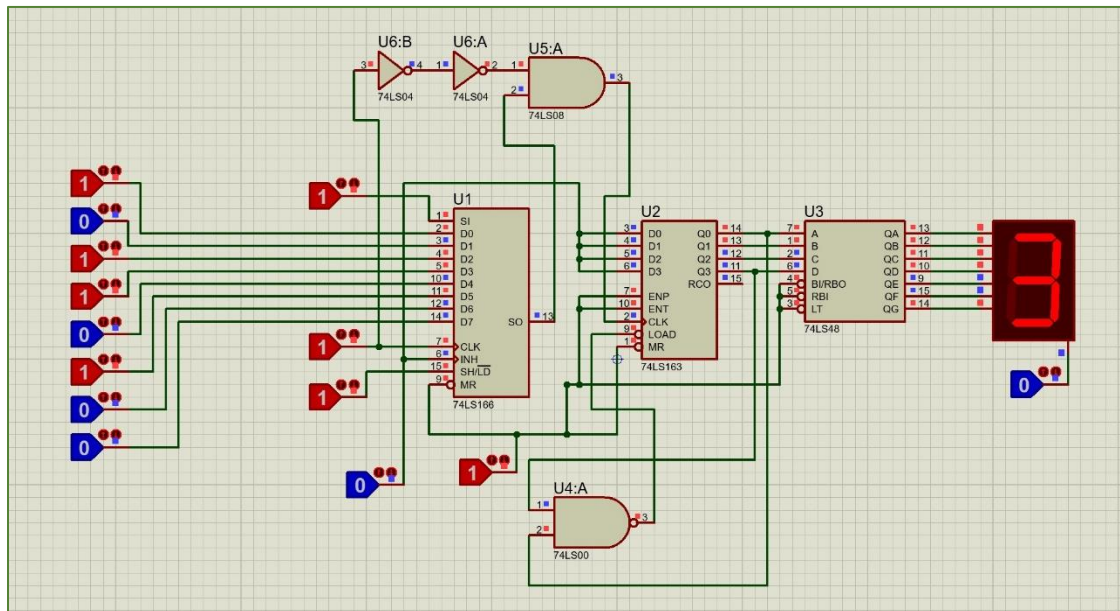 U6:B
3
4
74LS04
U6:A
1
2
74LS04
U5:A
1
2
3
74LS08
1
0
1
1
0
1
0
0
1
1
1
0
1
U1
1 SI
2 D0
3 D1
4 D2
5 D3
10 D4
11 D5
12 D6
14 D7
SO 13
7 CLK
6 INH
15 SH/LD
9 MR
74LS166
U2
3 D0 Q0 14
4 D1 Q1 13
5 D2 Q2 12
6 D3 Q3 11
RCO 15
7 ENP
10 ENT
2 CLK
9 LOAD
1 MR
74LS163
U3
7 A QA 13
1 B QB 12
2 C QC 11
6 D QD 10
4 BI/RBO QE 9
5 RBI QF 15
3 LT QG 14
74LS48
3
0
U4:A
1
2
3
74LS00